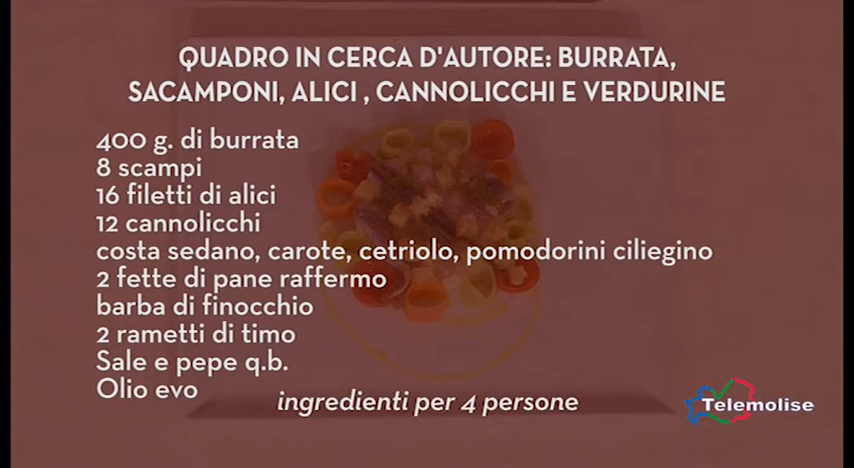 QUADRO IN CERCA D'AUTORE: BURRATA,
SACAMPONI, ALICI , CANNOLICCHI E VERDURINE
400 g. di burrata
8 scampi
16 filetti di alici
12 cannolicchi
costa sedano, carote, cetriolo, pomodorini ciliegino
2 fette di pane raffermo
barba di finocchio
2 rametti di timo
Sale e pepe q.b.
Olio evo
ingredienti per 4 persone
Telemolise